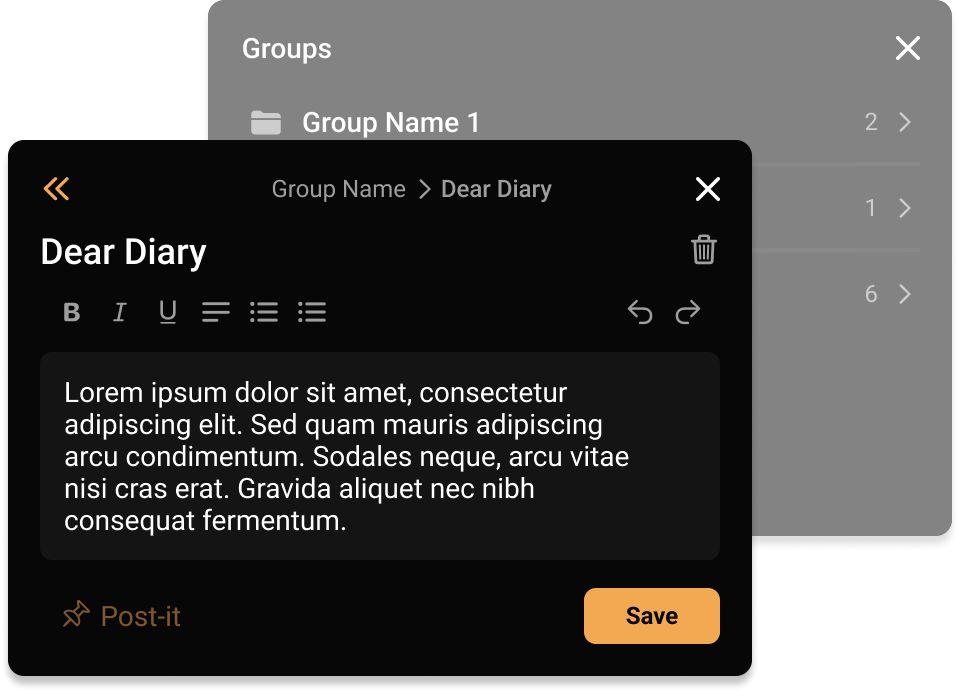 Groups
Group Name 1
2
1
6
Group Name > Dear Diary
Dear Diary
B I U
Lorem ipsum dolor sit amet, consectetur
adipiscing elit. Sed quam mauris adipiscing
arcu condimentum. Sodales neque, arcu vitae
nisi cras erat. Gravida aliquet nec nibh
consequat fermentum.
Post-it
Save